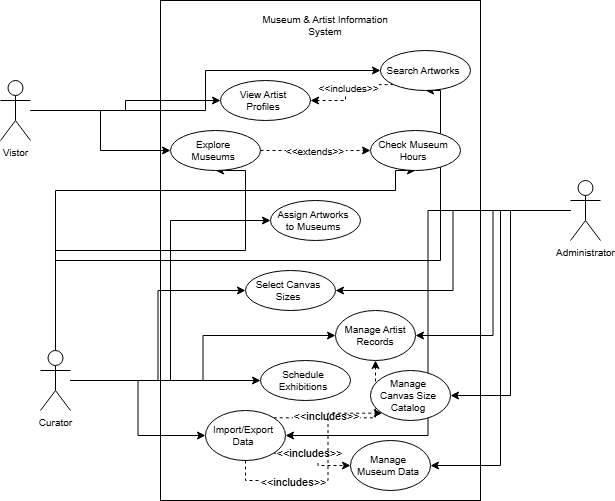 Museum & Artist Information
System
Search Artworks
<<includes>>
View Artist
Profiles
Vistor
Explore
Museums
<<extends>>
Check Museum
Hours
Assign Artworks
to Museums
Administrator
Select Canvas
Sizes
Manage Artist
Records
Schedule
Exhibitions
Manage
Canvas Size
Catalog
Curator
Import/Export
Data
<<includes>>
<<includes>>
Manage
Museum Data
<<includes>>